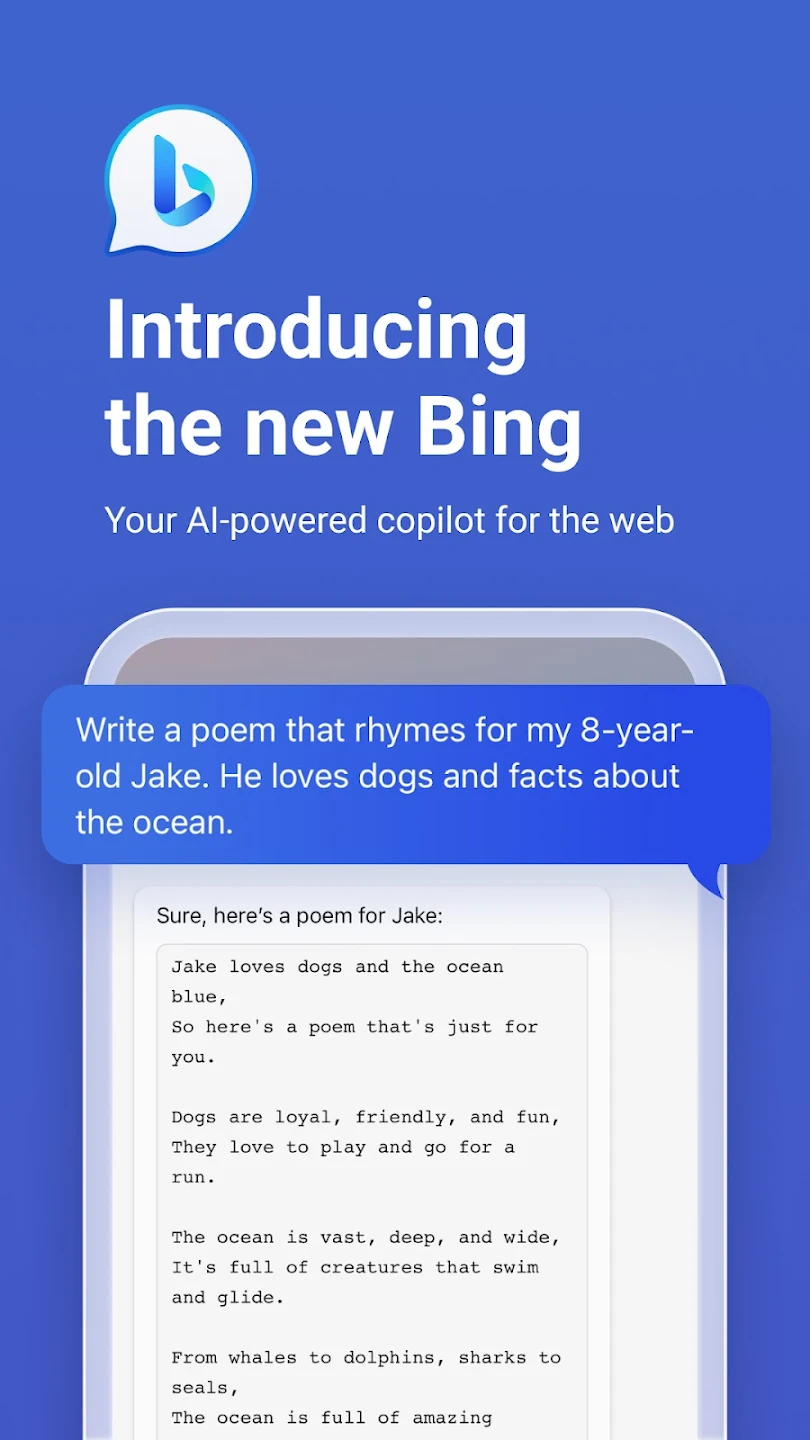 Introducing
the new Bing
Your AI-powered copilot for the web
Write a poem that rhymes for my 8-year-
old Jake. He loves dogs and facts about
the ocean.
Sure, here’s a poem for Jake:
Jake loves dogs and the ocean
blue,
So here's a poem that's just for
you.
Dogs are loyal, friendly, and fun,
They love to play and go for a
run.
The ocean is vast, deep, and wide,
It's full of creatures that swim
and glide.
From whales to dolphins, sharks to
seals,
The ocean is full of amazing